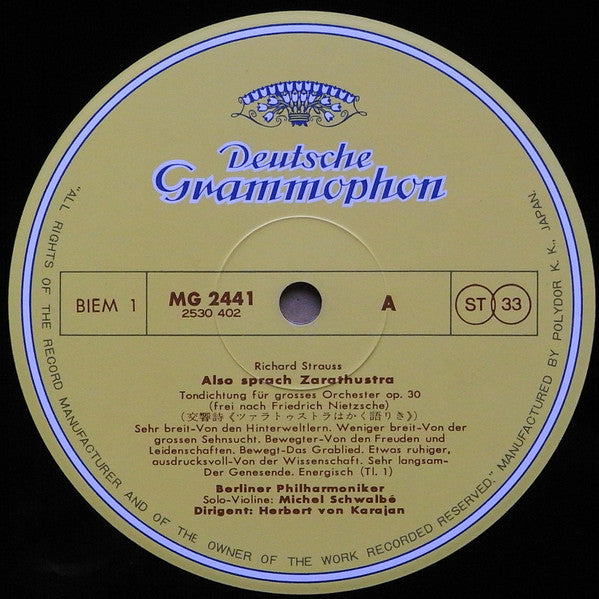 Deutsche
Grammophon
BIEM 1
MG 2441
2530 402
A
ST 33
Richard Strauss
Also sprach Zarathustra
Tondichtung für grosses Orchester op. 30
(frei nach Friedrich Nietzsche)
(交響詩《ツァラトゥストラはかく語りき》)
Sehr breit-Von den Hinterweltlern. Weniger breit-Von der
grossen Sehnsucht. Bewegter-Von den Freuden und
Leidenschaften. Bewegt-Das Grablied. Etwas ruhiger,
ausdrucksvoll-Von der Wissenschaft. Sehr langsam-
Der Genesende. Energisch (Tl. 1)
Berliner Philharmoniker
Solo-Violine: Michel Schwalbé
Dirigent: Herbert von Karajan
"ALL RIGHTS OF THE RECORD MANUFACTURER AND OF THE OWNER OF THE WORK RECORDED RESERVED." MANUFACTURED BY POLYDOR K. K., JAPAN.